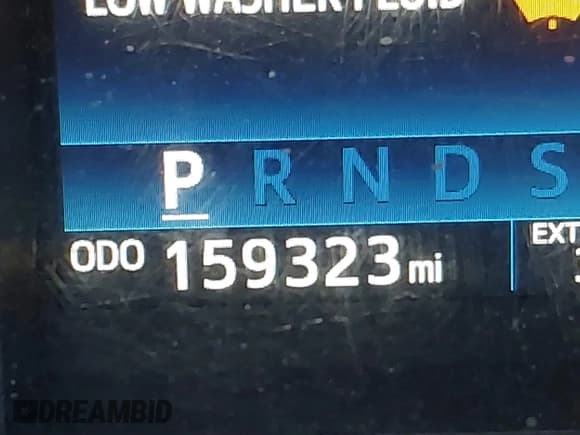 LOW WASHER FLUID
P R N D S
ODO 159323 mi
EXT
DREAMBID